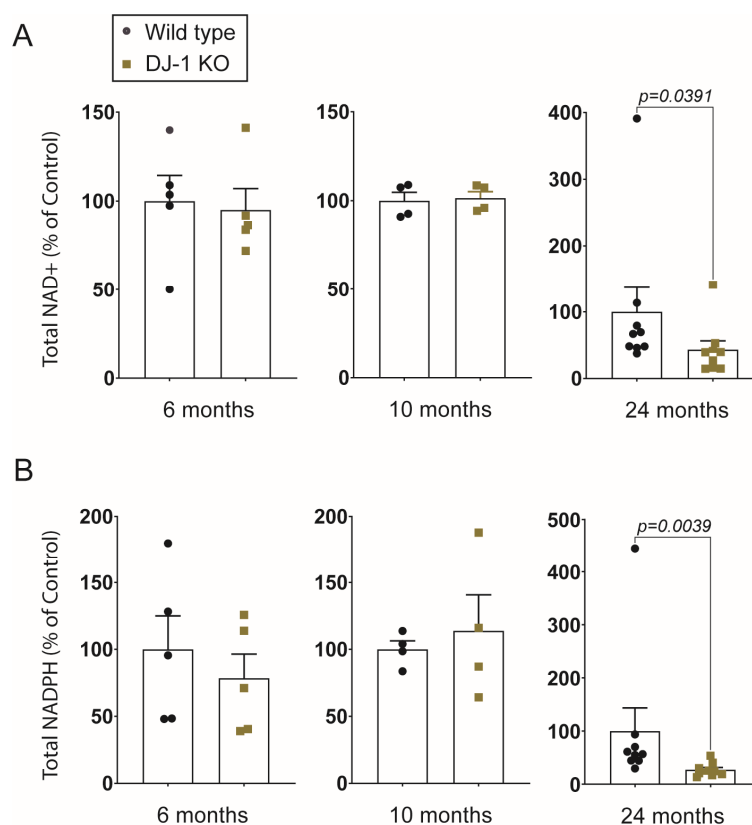 A
Wild type
DJ-1 KO
Total NAD+ (% of Control)
150
100
50
0
6 months
150
100
50
0
10 months
p=0.0391
400
300
200
100
0
24 months
B
Total NADPH (% of Control)
200
150
100
50
0
6 months
200
150
100
50
0
10 months
p=0.0039
500
400
300
200
100
0
24 months